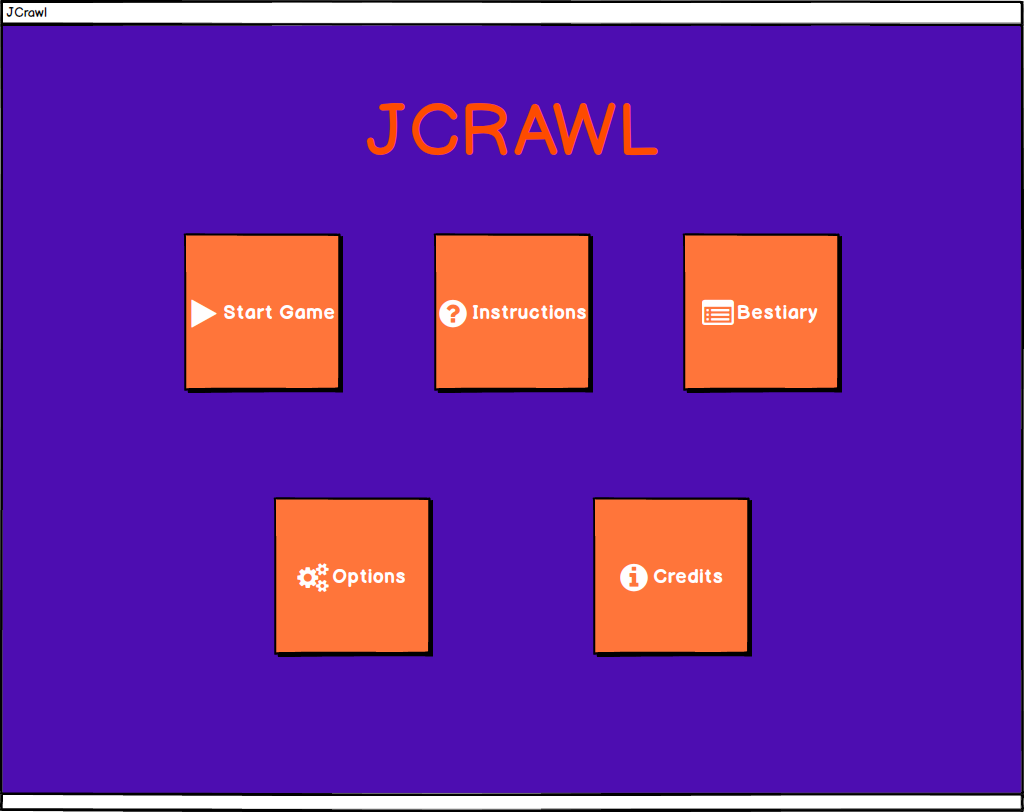 JCrawl
JCRAWL
Start Game
Instructions
Bestiary
Options
Credits